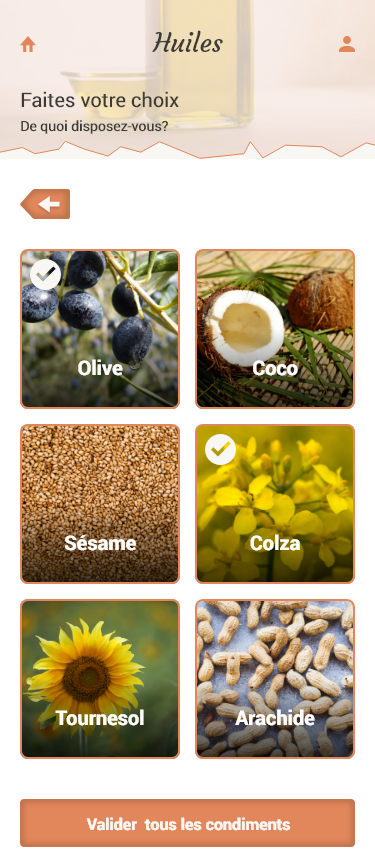 Huiles
Faites votre choix
De quoi disposez-vous?
Olive
Coco
Sésame
Colza
Tournesol
Arachide
Valider tous les condiments